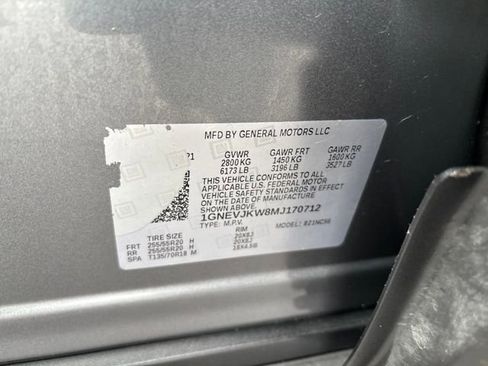 MFD BY GENERAL MOTORS LLC
21 GVWR GAWR FRT GAWR RR
2800 KG 1450 KG 1600 KG
6173 LB 3196 LB 3527 LB
THIS VEHICLE CONFORMS TO ALL
APPLICABLE U.S. FEDERAL MOTOR
VEHICLE SAFETY STANDARDS IN EFFECT
ON THE DATE OF MANUFACTURE SHOWN ABOVE.
1GNEVJKW8MJ170712
TYPE: M.P.V. MODEL:
TIRE SIZE RIM
FRT 255/55R20 H 20X8J
RR 255/55R20 H 20X8J
SPA T135/70R18 M 18X4.5B